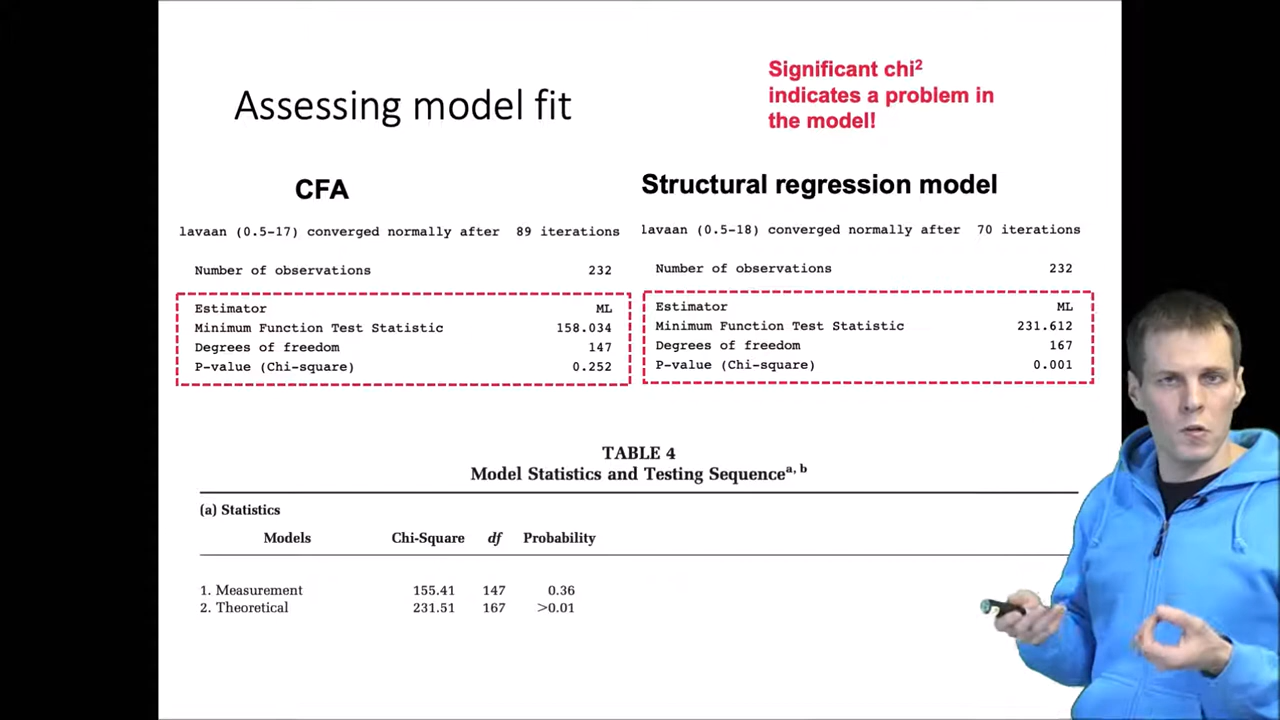 Assessing model fit
Significant chi²
indicates a problem in
the model!
CFA
lavaan (0.5-17) converged normally after 89 iterations
Number of observations 232
Estimator ML
Minimum Function Test Statistic 158.034
Degrees of freedom 147
P-value (Chi-square) 0.252
Structural regression model
lavaan (0.5-18) converged normally after 70 iterations
Number of observations 232
Estimator ML
Minimum Function Test Statistic 231.612
Degrees of freedom 167
P-value (Chi-square) 0.001
TABLE 4
Model Statistics and Testing Sequenceᵃ, ᵇ
(a) Statistics
Models Chi-Square df Probability
1. Measurement 155.41 147 0.36
2. Theoretical 231.51 167 >0.01